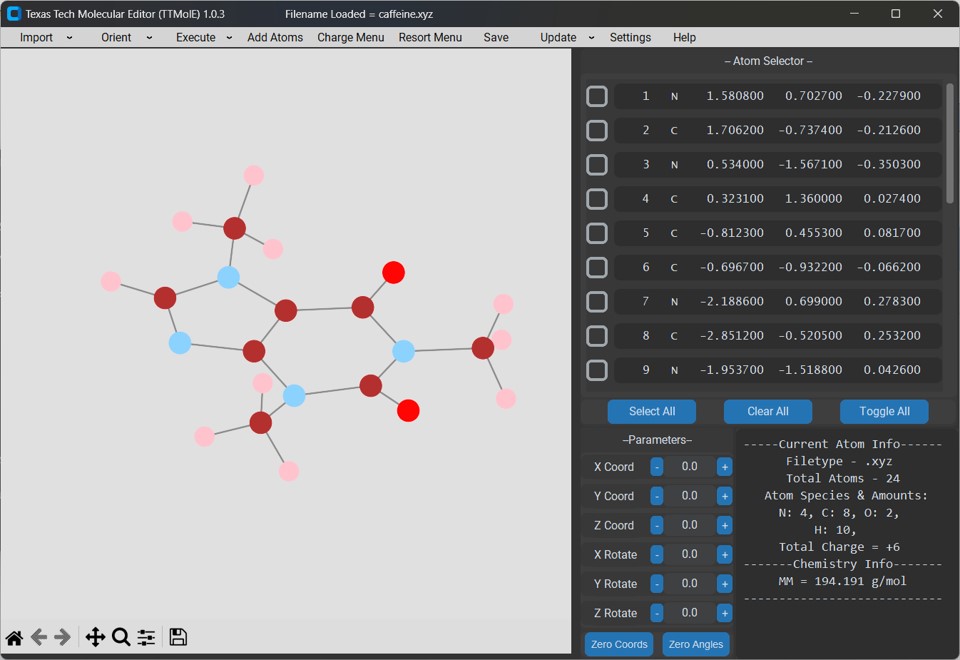 Texas Tech Molecular Editor (TTMolE) 1.0.3 Filename Loaded = caffeine.xyz
Import Orient Execute Add Atoms Charge Menu Resort Menu Save Update Settings Help
-- Atom Selector --
1 N 1.580800 0.702700 -0.227900
2 C 1.706200 -0.737400 -0.212600
3 N 0.534000 -1.567100 -0.350300
4 C 0.323100 1.360000 0.027400
5 C -0.812300 0.455300 0.081700
6 C -0.696700 -0.932200 -0.066200
7 N -2.188600 0.699000 0.278300
8 C -2.851200 -0.520500 0.253200
9 N -1.953700 -1.518800 0.042600
Select All Clear All Toggle All
--Parameters--
X Coord - 0.0 +
Y Coord - 0.0 +
Z Coord - 0.0 +
X Rotate - 0.0 +
Y Rotate - 0.0 +
Z Rotate - 0.0 +
Zero Coords Zero Angles
-----Current Atom Info------
Filetype - .xyz
Total Atoms - 24
Atom Species & Amounts:
N: 4, C: 8, O: 2,
H: 10,
Total Charge = +6
-------Chemistry Info-------
MM = 194.191 g/mol
----------------------------